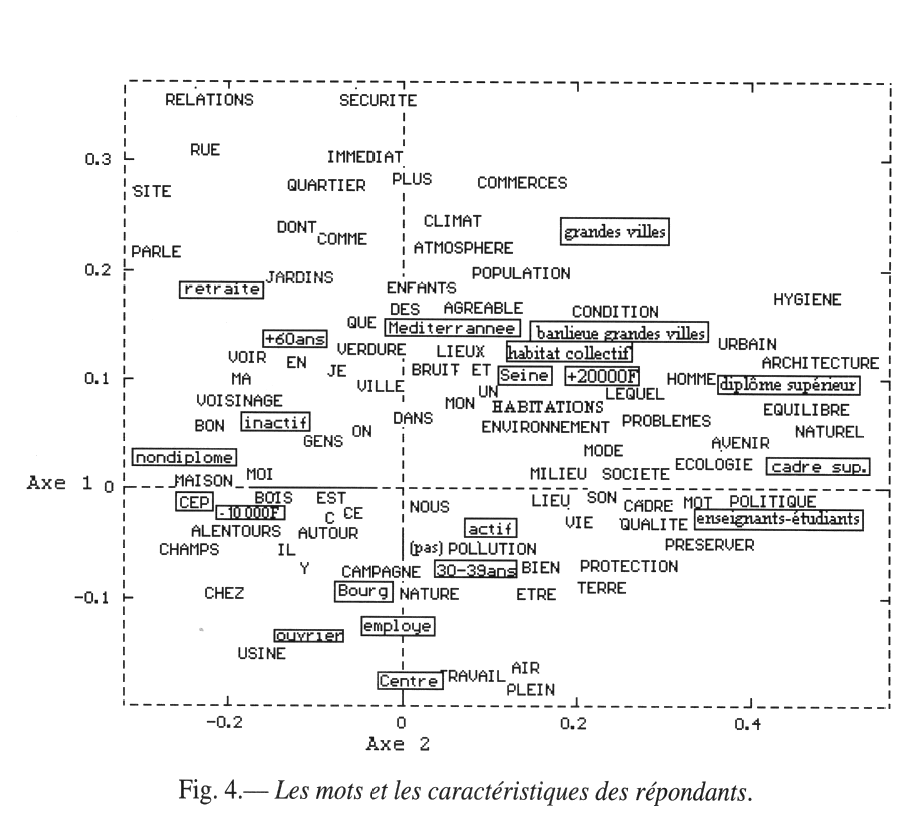 RELATIONS SECURITE
0.3 RUE IMMEDIAT
SITE QUARTIER PLUS COMMERCES
DONT COMME CLIMAT grandes villes
PARLE ATMOSPHERE
0.2 JARDINS POPULATION
retraite ENFANTS HYGIENE
DES AGREABLE CONDITION
QUE Mediterrannee banlieue grandes villes
+60ans VERDURE LIEUX habitat collectif URBAIN
VOIR EN JE BRUIT ET Seine +20000F ARCHITECTURE
0.1 MA VILLE UN LEQUEL HOMME diplôme supérieur
VOISINAGE MON HABITATIONS EQUILIBRE
BON inactif ON DANS ENVIRONNEMENT PROBLEMES NATUREL
GENS MODE AVENIR
nondiplome MOI MILIEU SOCIETE ECOLOGIE cadre sup.
Axe 1 0 MAISON
CEP BOIS EST NOUS LIEU SON CADRE MOT POLITIQUE
-10000F C CE VIE QUALITE enseignants-étudiants
ALENTOURS AUTOUR actif
CHAMPS IL (pas) POLLUTION PRESERVER
Y CAMPAGNE 30-39ans BIEN PROTECTION
-0.1 CHEZ Bourg NATURE ETRE TERRE
ouvrier employe
USINE
Centre TRAVAIL AIR
PLEIN
-0.2 0 0.2 0.4
Axe 2
Fig. 4.— Les mots et les caractéristiques des répondants.